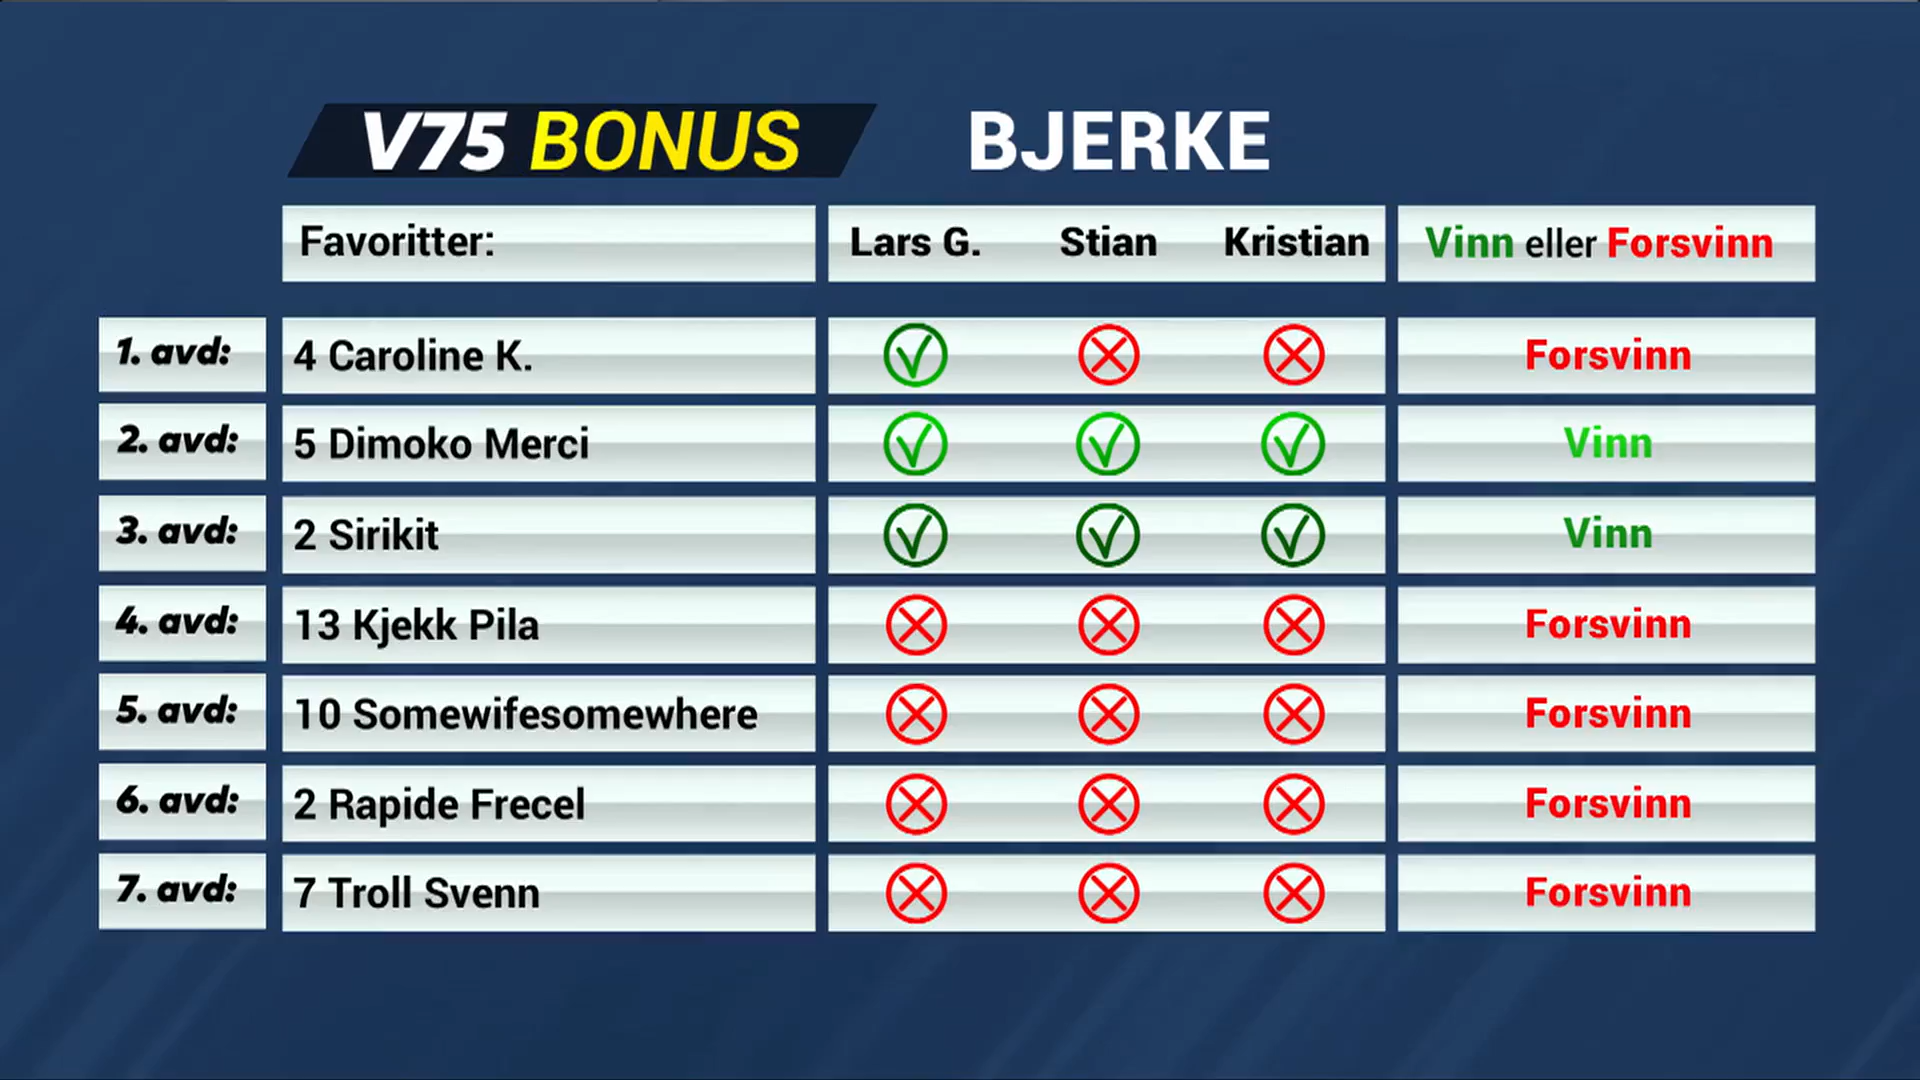 V75 BONUS BJERKE
Favoritter: Lars G. Stian Kristian Vinn eller Forsvinn
1. avd: 4 Caroline K. Forsvinn
2. avd: 5 Dimoko Merci Vinn
3. avd: 2 Sirikit Vinn
4. avd: 13 Kjekk Pila Forsvinn
5. avd: 10 Somewifesomewhere Forsvinn
6. avd: 2 Rapide Frecel Forsvinn
7. avd: 7 Troll Svenn Forsvinn